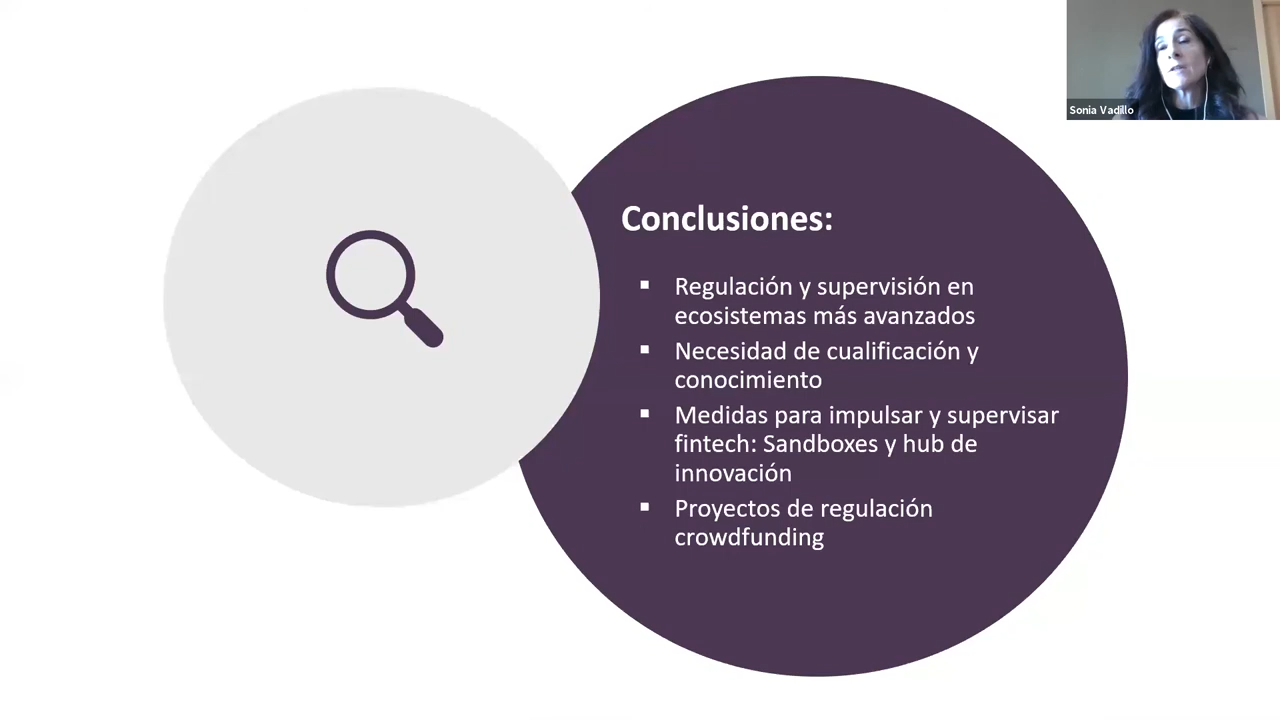 Sonia Vadillo
Conclusiones:
▪ Regulación y supervisión en
ecosistemas más avanzados
▪ Necesidad de cualificación y
conocimiento
▪ Medidas para impulsar y supervisar
fintech: Sandboxes y hub de
innovación
▪ Proyectos de regulación
crowdfunding